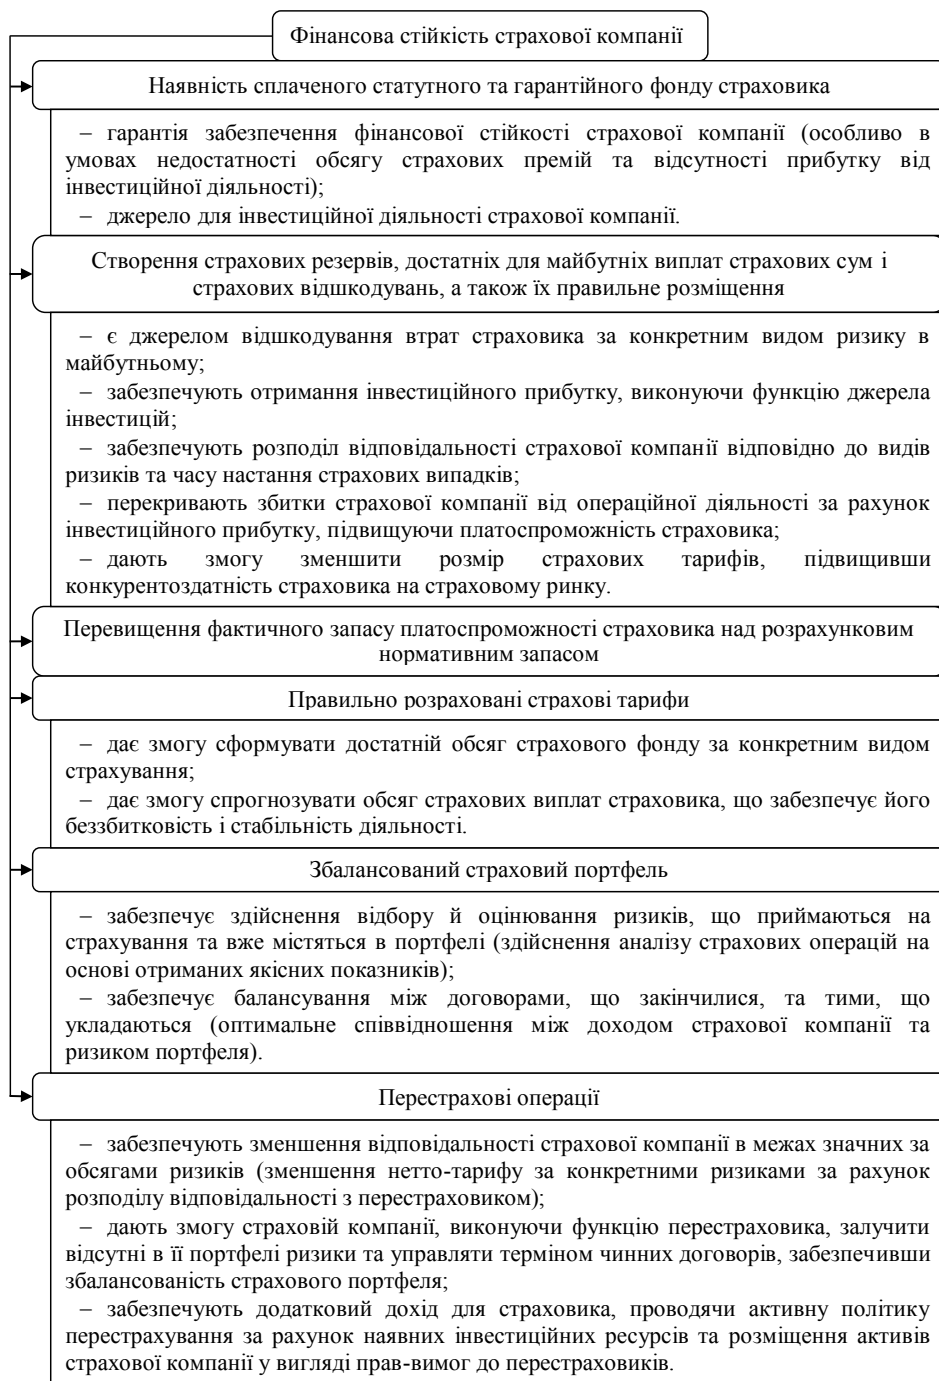 Фінансова стійкість страхової компанії
Наявність сплаченого статутного та гарантійного фонду страховика
– гарантія забезпечення фінансової стійкості страхової компанії (особливо в
умовах недостатності обсягу страхових премій та відсутності прибутку від
інвестиційної діяльності);
– джерело для інвестиційної діяльності страхової компанії.
Створення страхових резервів, достатніх для майбутніх виплат страхових сум і
страхових відшкодувань, а також їх правильне розміщення
– є джерелом відшкодування втрат страховика за конкретним видом ризику в
майбутньому;
– забезпечують отримання інвестиційного прибутку, виконуючи функцію джерела
інвестицій;
– забезпечують розподіл відповідальності страхової компанії відповідно до видів
ризиків та часу настання страхових випадків;
– перекривають збитки страхової компанії від операційної діяльності за рахунок
інвестиційного прибутку, підвищуючи платоспроможність страховика;
– дають змогу зменшити розмір страхових тарифів, підвищивши
конкурентоздатність страховика на страховому ринку.
Перевищення фактичного запасу платоспроможності страховика над розрахунковим
нормативним запасом
Правильно розраховані страхові тарифи
– дає змогу сформувати достатній обсяг страхового фонду за конкретним видом
страхування;
– дає змогу спрогнозувати обсяг страхових виплат страховика, що забезпечує його
беззбитковість і стабільність діяльності.
Збалансований страховий портфель
– забезпечує здійснення відбору й оцінювання ризиків, що приймаються на
страхування та вже містяться в портфелі (здійснення аналізу страхових операцій на
основі отриманих якісних показників);
– забезпечує балансування між договорами, що закінчилися, та тими, що
укладаються (оптимальне співвідношення між доходом страхової компанії та
ризиком портфеля).
Перестрахові операції
– забезпечують зменшення відповідальності страхової компанії в межах значних за
обсягами ризиків (зменшення нетто-тарифу за конкретними ризиками за рахунок
розподілу відповідальності з перестраховиком);
– дають змогу страховій компанії, виконуючи функцію перестраховика, залучити
відсутні в її портфелі ризики та управляти терміном чинних договорів, забезпечивши
збалансованість страхового портфеля;
– забезпечують додатковий дохід для страховика, проводячи активну політику
перестрахування за рахунок наявних інвестиційних ресурсів та розміщення активів
страхової компанії у вигляді прав-вимог до перестраховиків.